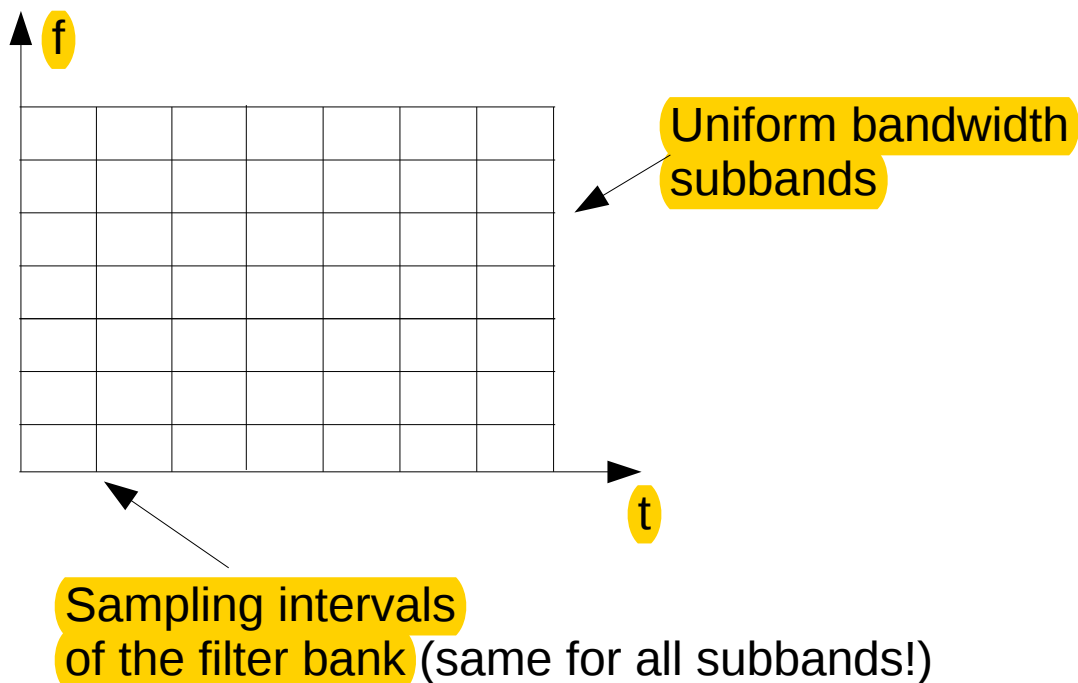 f
Uniform bandwidth
subbands
t
Sampling intervals
of the filter bank (same for all subbands!)